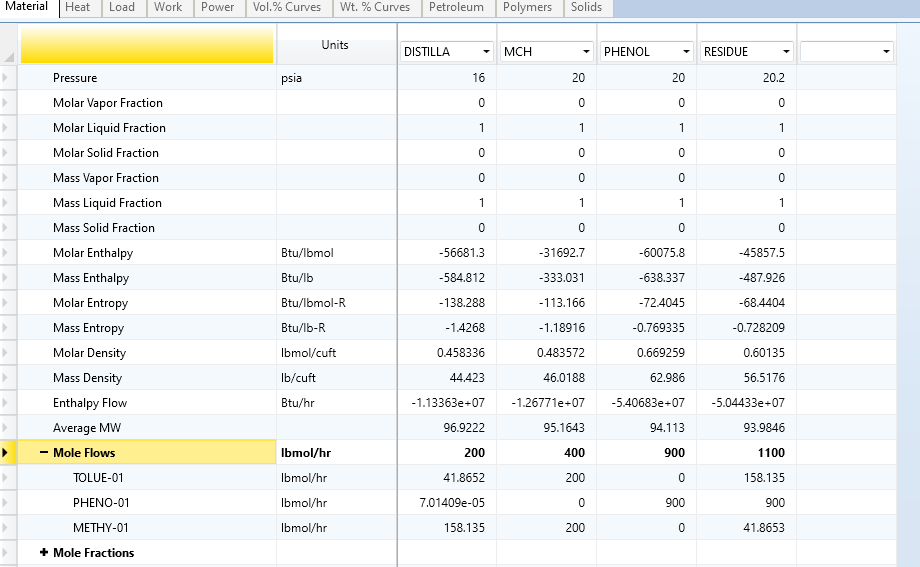 Material Heat Load Work Power Vol.% Curves Wt. % Curves Petroleum Polymers Solids
Units DISTILLA MCH PHENOL RESIDUE
Pressure psia 16 20 20 20.2
Molar Vapor Fraction 0 0 0 0
Molar Liquid Fraction 1 1 1 1
Molar Solid Fraction 0 0 0 0
Mass Vapor Fraction 0 0 0 0
Mass Liquid Fraction 1 1 1 1
Mass Solid Fraction 0 0 0 0
Molar Enthalpy Btu/lbmol -56681.3 -31692.7 -60075.8 -45857.5
Mass Enthalpy Btu/lb -584.812 -333.031 -638.337 -487.926
Molar Entropy Btu/lbmol-R -138.288 -113.166 -72.4045 -68.4404
Mass Entropy Btu/lb-R -1.4268 -1.18916 -0.769335 -0.728209
Molar Density lbmol/cuft 0.458336 0.483572 0.669259 0.60135
Mass Density lb/cuft 44.423 46.0188 62.986 56.5176
Enthalpy Flow Btu/hr -1.13363e+07 -1.26771e+07 -5.40683e+07 -5.04433e+07
Average MW 96.9222 95.1643 94.113 93.9846
− Mole Flows lbmol/hr 200 400 900 1100
TOLUE-01 lbmol/hr 41.8652 200 0 158.135
PHENO-01 lbmol/hr 7.01409e-05 0 900 900
METHY-01 lbmol/hr 158.135 200 0 41.8653
+ Mole Fractions